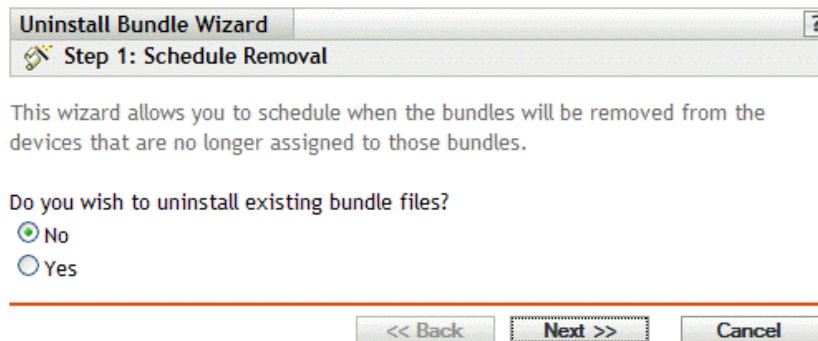 Uninstall Bundle Wizard
?
Step 1: Schedule Removal
This wizard allows you to schedule when the bundles will be removed from the
devices that are no longer assigned to those bundles.
Do you wish to uninstall existing bundle files?
No
Yes
<< Back Next >> Cancel